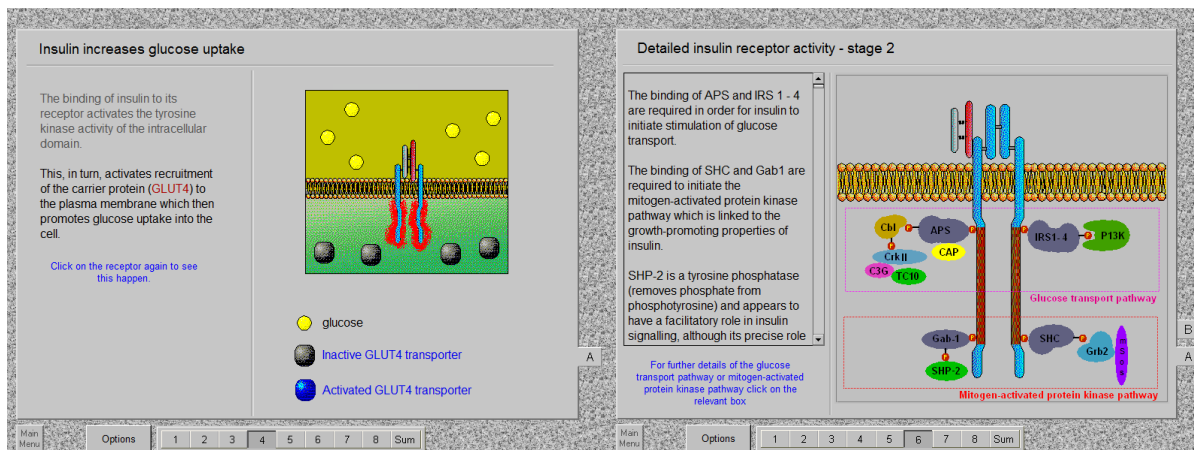 Insulin increases glucose uptake
The binding of insulin to its
receptor activates the tyrosine
kinase activity of the intracellular
domain.
This, in turn, activates recruitment
of the carrier protein (GLUT4) to
the plasma membrane which then
promotes glucose uptake into the
cell.
Click on the receptor again to see
this happen.
glucose
Inactive GLUT4 transporter
Activated GLUT4 transporter
A
Main
Menu
Options
1 2 3 4 5 6 7 8 Sum
Detailed insulin receptor activity - stage 2
The binding of APS and IRS 1 - 4
are required in order for insulin to
initiate stimulation of glucose
transport.
The binding of SHC and Gab1 are
required to initiate the
mitogen-activated protein kinase
pathway which is linked to the
growth-promoting properties of
insulin.
SHP-2 is a tyrosine phosphatase
(removes phosphate from
phosphotyrosine) and appears to
have a facilitatory role in insulin
signalling, although its precise role
For further details of the glucose
transport pathway or mitogen-activated
protein kinase pathway click on the
relevant box
Cbl P APS P
P
CrkII CAP
C3G TC10
P IRS1- 4 P P13K
Glucose transport pathway
Gab-1 P
P
SHP-2
P SHC P Grb2 mSos
Mitogen-activated protein kinase pathway
B
A
Main
Menu
Options
1 2 3 4 5 6 7 8 Sum